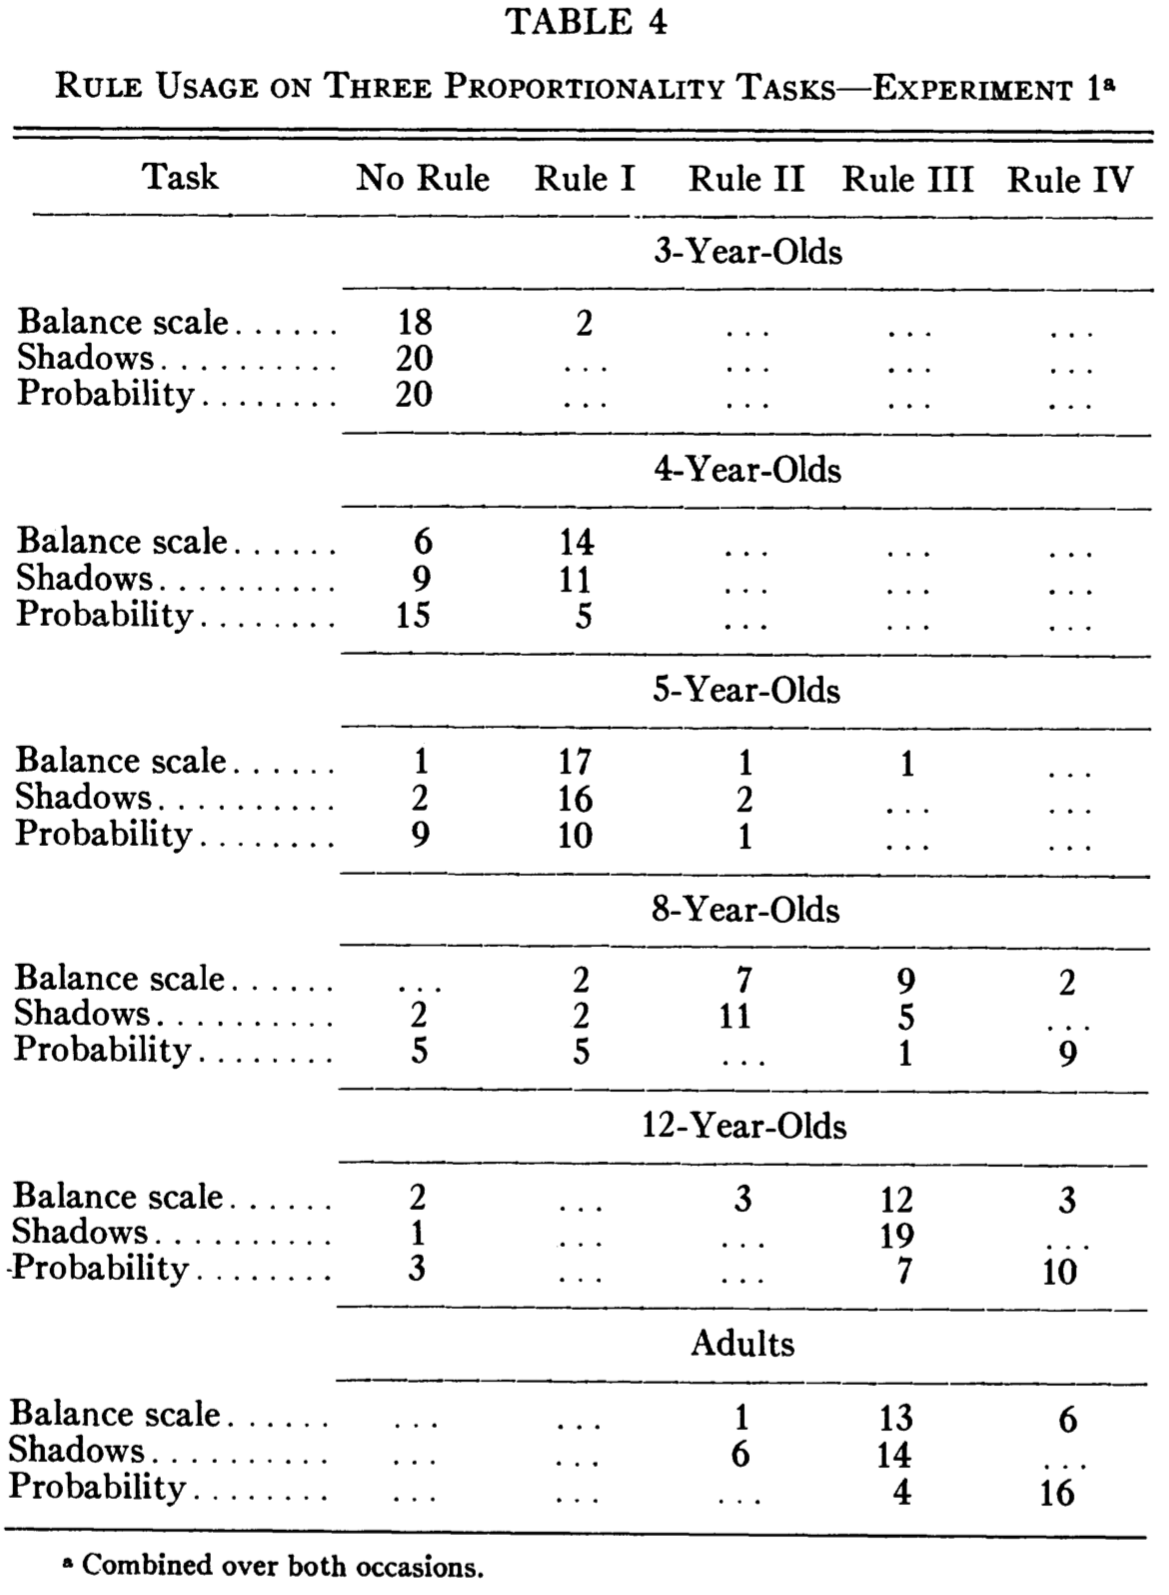 TABLE 4
RULE USAGE ON THREE PROPORTIONALITY TASKS—EXPERIMENT 1a
Task No Rule Rule I Rule II Rule III Rule IV
3-Year-Olds
Balance scale...... 18 2 ... ... ...
Shadows.......... 20 ... ... ... ...
Probability........ 20 ... ... ... ...
4-Year-Olds
Balance scale...... 6 14 ... ... ...
Shadows.......... 9 11 ... ... ...
Probability........ 15 5 ... ... ...
5-Year-Olds
Balance scale...... 1 17 1 1 ...
Shadows.......... 2 16 2 ... ...
Probability........ 9 10 1 ... ...
8-Year-Olds
Balance scale...... ... 2 7 9 2
Shadows.......... 2 2 11 5 ...
Probability........ 5 5 ... 1 9
12-Year-Olds
Balance scale...... 2 ... 3 12 3
Shadows.......... 1 ... ... 19 ...
Probability........ 3 ... ... 7 10
Adults
Balance scale...... ... ... 1 13 6
Shadows.......... ... ... 6 14 ...
Probability........ ... ... ... 4 16
a Combined over both occasions.